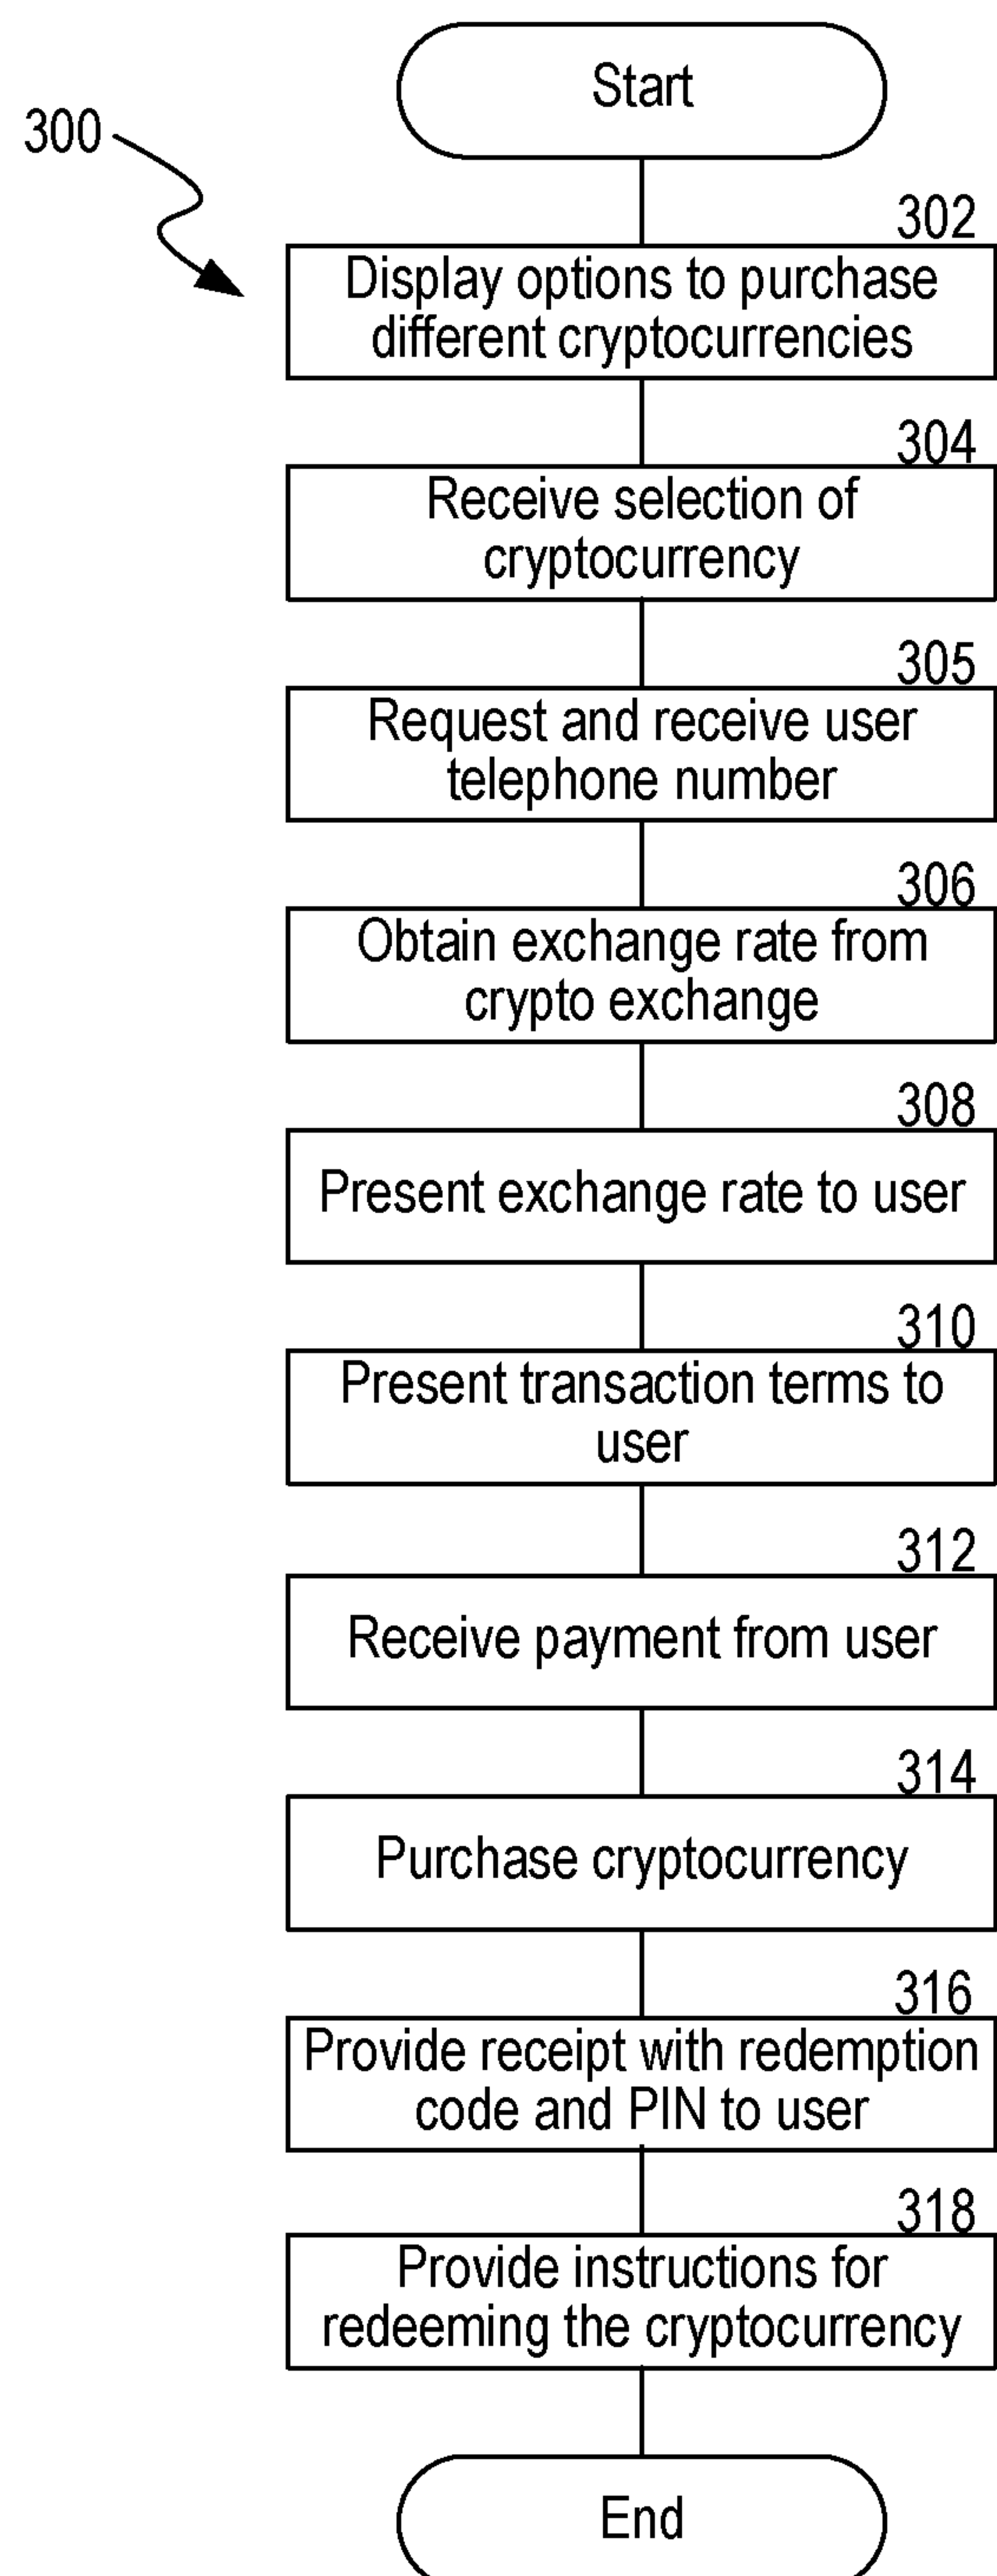 Start
300
302
Display options to purchase
different cryptocurrencies
304
Receive selection of
cryptocurrency
305
Request and receive user
telephone number
306
Obtain exchange rate from
crypto exchange
308
Present exchange rate to user
310
Present transaction terms to
user
312
Receive payment from user
314
Purchase cryptocurrency
316
Provide receipt with redemption
code and PIN to user
318
Provide instructions for
redeeming the cryptocurrency
End